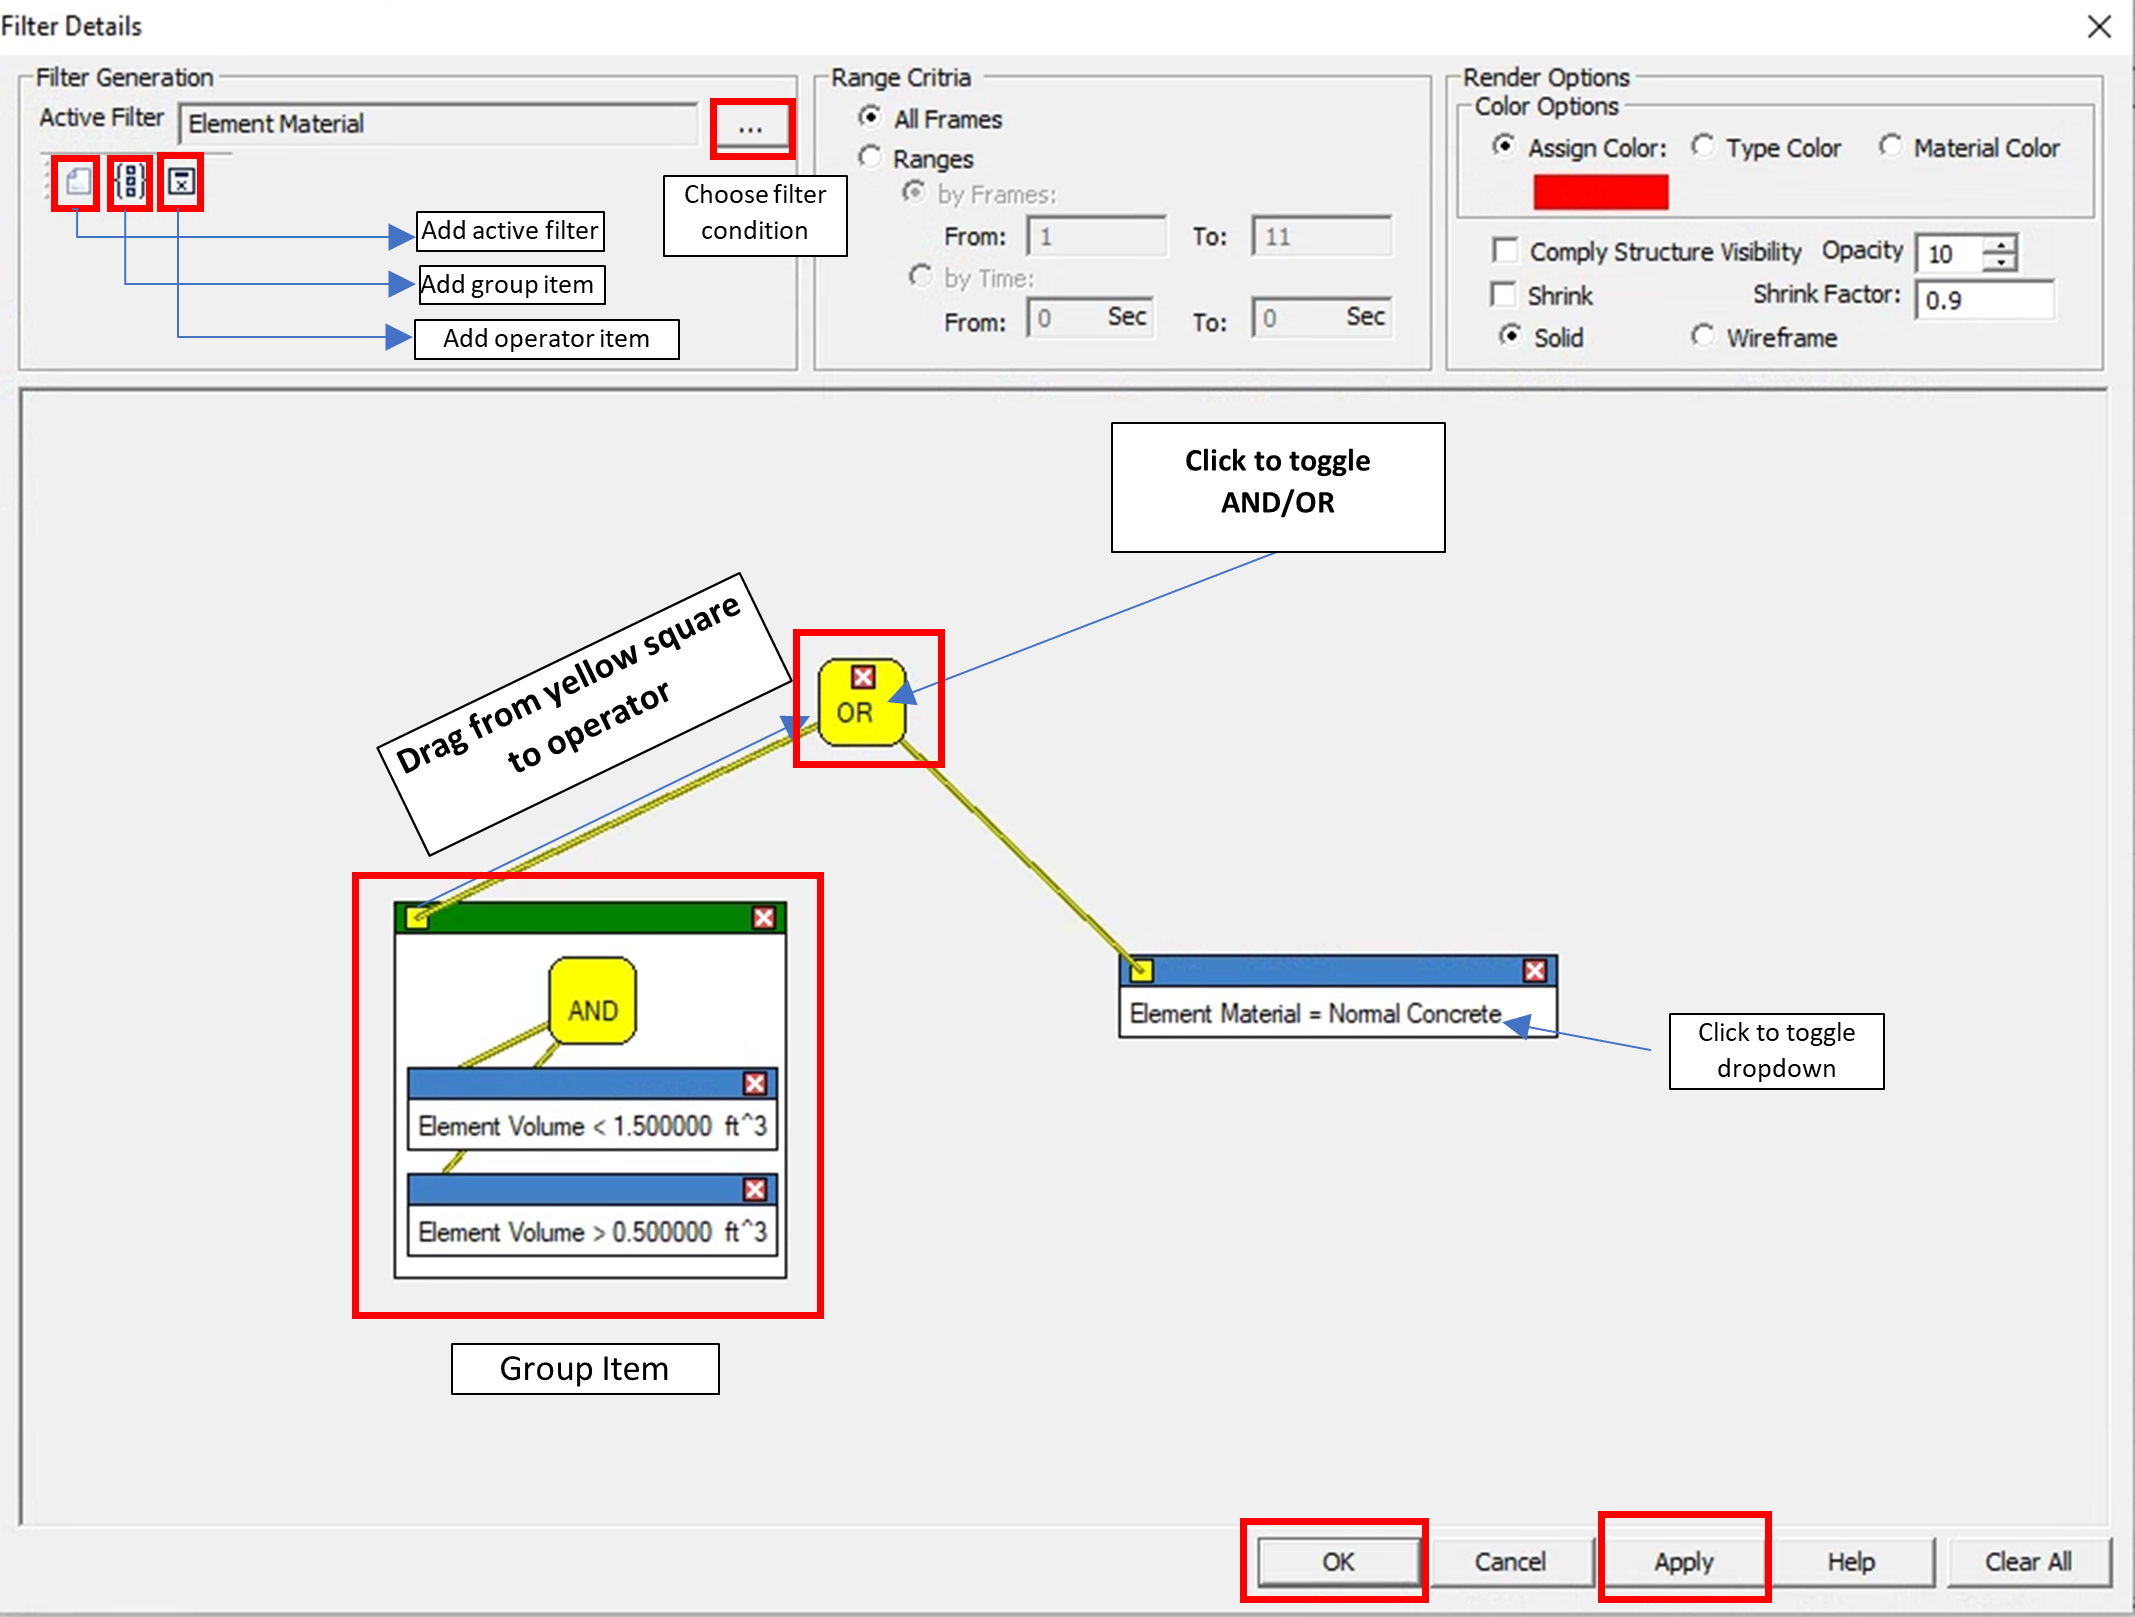 Filter Details
Filter Generation
Active Filter
Element Material
...
Choose filter
condition
Add active filter
Add group item
Add operator item
Range Critria
All Frames
Ranges
by Frames:
From: 1 To: 11
by Time:
From: 0 Sec To: 0 Sec
Render Options
Color Options
Assign Color: Type Color Material Color
Comply Structure Visibility Opacity 10
Shrink Shrink Factor: 0.9
Solid Wireframe
Click to toggle
AND/OR
Drag from yellow square
to operator
OR
AND
Element Volume < 1.500000 ft^3
Element Volume > 0.500000 ft^3
Group Item
Element Material = Normal Concrete
Click to toggle
dropdown
OK Cancel Apply Help Clear All